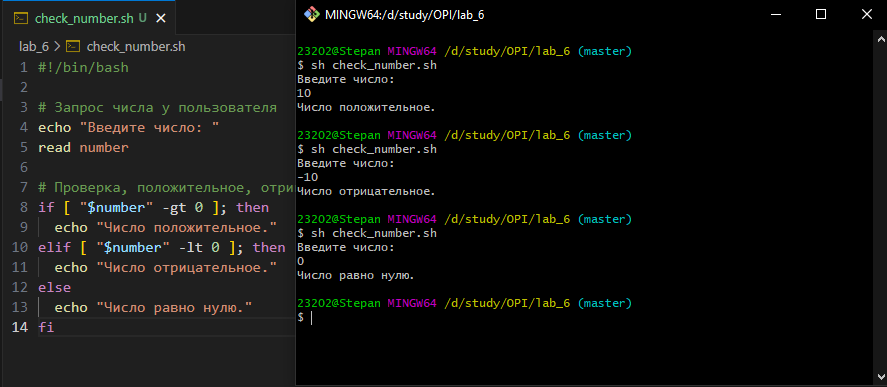 check_number.sh U
lab_6 > check_number.sh
1 #!/bin/bash
2
3 # Запрос числа у пользователя
4 echo "Введите число: "
5 read number
6
7 # Проверка, положительное, отри
8 if [ "$number" -gt 0 ]; then
9 echo "Число положительное."
10 elif [ "$number" -lt 0 ]; then
11 echo "Число отрицательное."
12 else
13 echo "Число равно нулю."
14 fi
MINGW64:/d/study/OPI/lab_6
23202@Stepan MINGW64 /d/study/OPI/lab_6 (master)
$ sh check_number.sh
Введите число:
10
Число положительное.
23202@Stepan MINGW64 /d/study/OPI/lab_6 (master)
$ sh check_number.sh
Введите число:
-10
Число отрицательное.
23202@Stepan MINGW64 /d/study/OPI/lab_6 (master)
$ sh check_number.sh
Введите число:
0
Число равно нулю.
23202@Stepan MINGW64 /d/study/OPI/lab_6 (master)
$